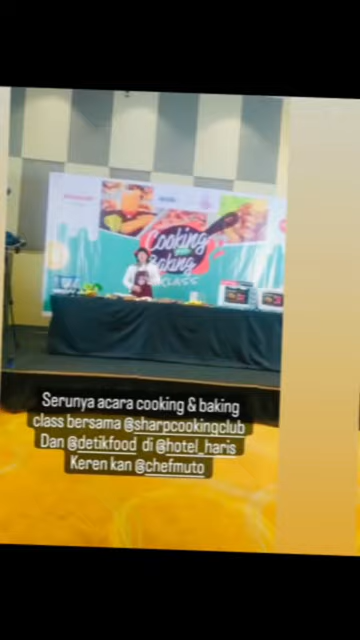 Cooking
Baking
CLASS
Serunya acara cooking & baking
class bersama @sharpcookingclub
Dan @detikfood di @hotel_haris
Keren kan @chefmuto